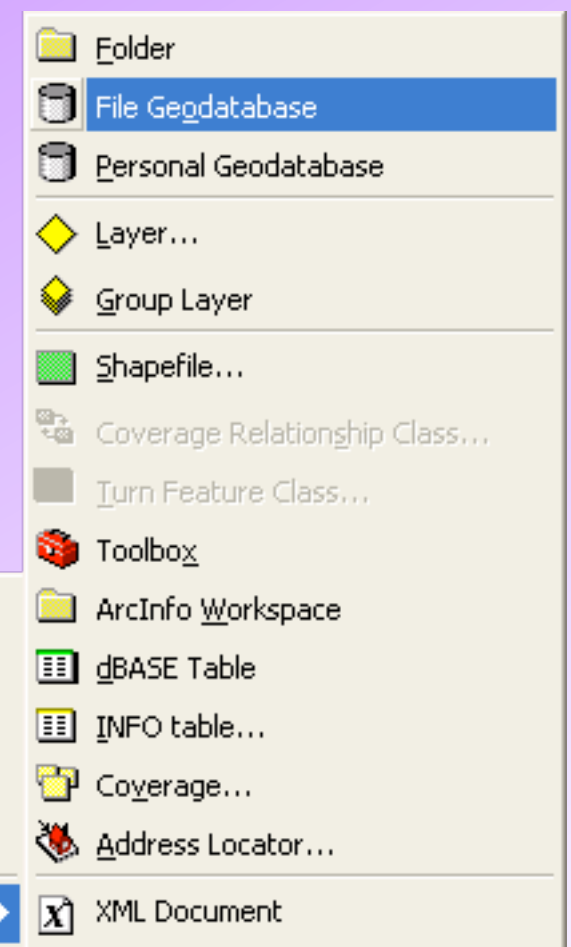 Folder
File Geodatabase
Personal Geodatabase
Layer...
Group Layer
Shapefile...
Coverage Relationship Class...
Turn Feature Class...
Toolbox
ArcInfo Workspace
dBASE Table
INFO table...
Coverage...
Address Locator...
XML Document